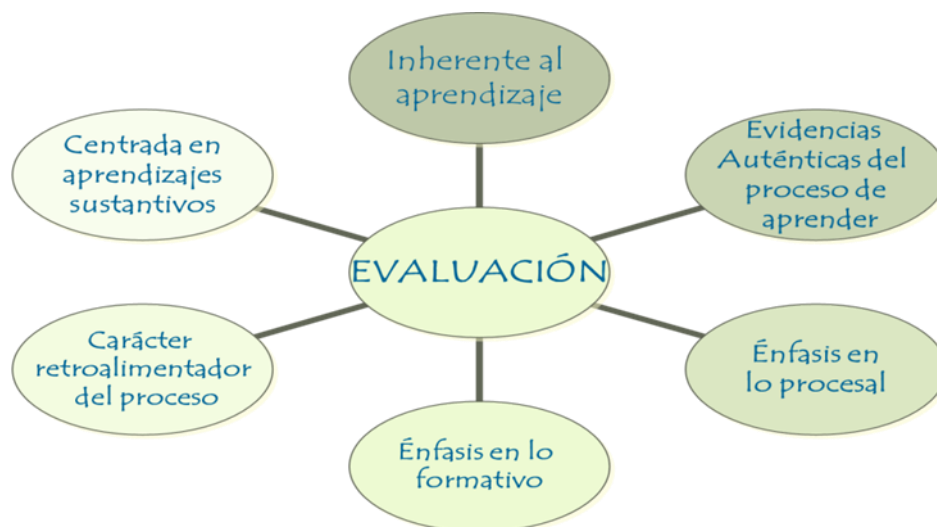 Inherente al
aprendizaje
Evidencias
Auténticas del
proceso de
aprender
Énfasis en
lo procesal
Énfasis en lo
formativo
Carácter
retroalimentador
del proceso
Centrada en
aprendizajes
sustantivos
EVALUACIÓN